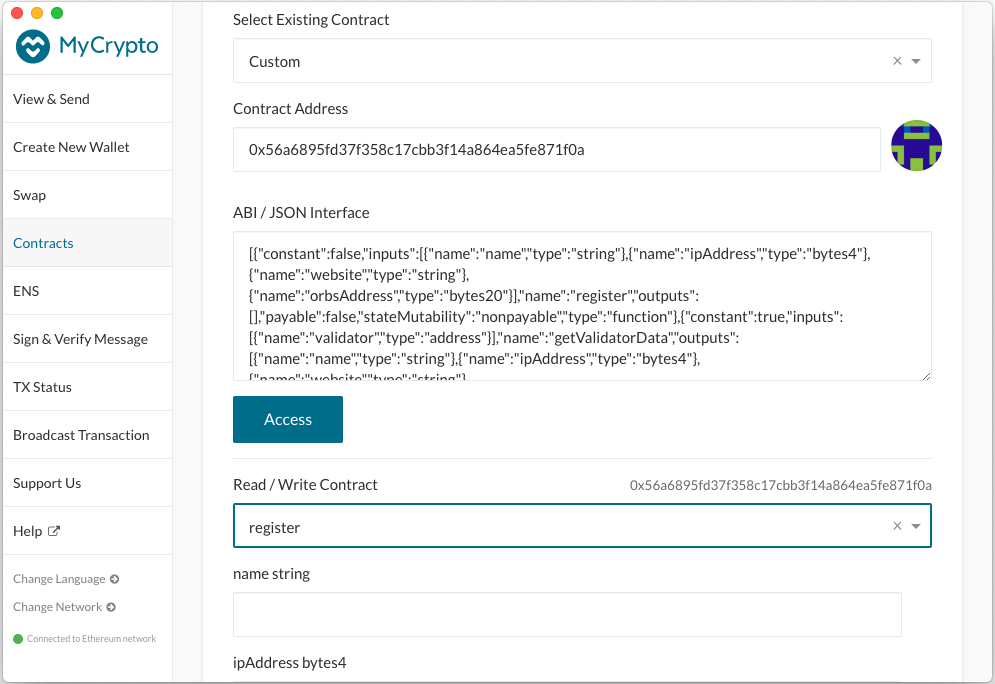 MyCrypto
View & Send
Create New Wallet
Swap
Contracts
ENS
Sign & Verify Message
TX Status
Broadcast Transaction
Support Us
Help
Change Language
Change Network
Connected to Ethereum network
Select Existing Contract
Custom
Contract Address
0x56a6895fd37f358c17cbb3f14a864ea5fe871f0a
ABI / JSON Interface
[{"constant":false,"inputs":[{"name":"name","type":"string"},{"name":"ipAddress","type":"bytes4"},
{"name":"website","type":"string"},
{"name":"orbsAddress","type":"bytes20"}],"name":"register","outputs":
[],"payable":false,"stateMutability":"nonpayable","type":"function"},{"constant":true,"inputs":
[{"name":"validator","type":"address"}],"name":"getValidatorData","outputs":
[{"name":"name","type":"string"},{"name":"ipAddress","type":"bytes4"},
{"name":"website","type":"string"},
Access
Read / Write Contract
0x56a6895fd37f358c17cbb3f14a864ea5fe871f0a
register
name string
ipAddress bytes4